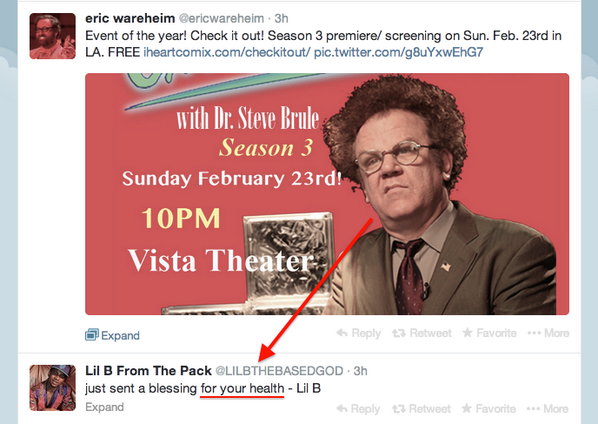 eric wareheim @ericwareheim · 3h
Event of the year! Check it out! Season 3 premiere/ screening on Sun. Feb. 23rd in
LA. FREE iheartcomix.com/checkitout/ pic.twitter.com/g8uYxwEhG7
with Dr. Steve Brule
Season 3
Sunday February 23rd!
10PM
Vista Theater
Expand
Reply Retweet Favorite More
Lil B From The Pack @LILBTHEBASEDGOD · 3h
just sent a blessing for your health - Lil B
Expand
Reply Retweet Favorite More